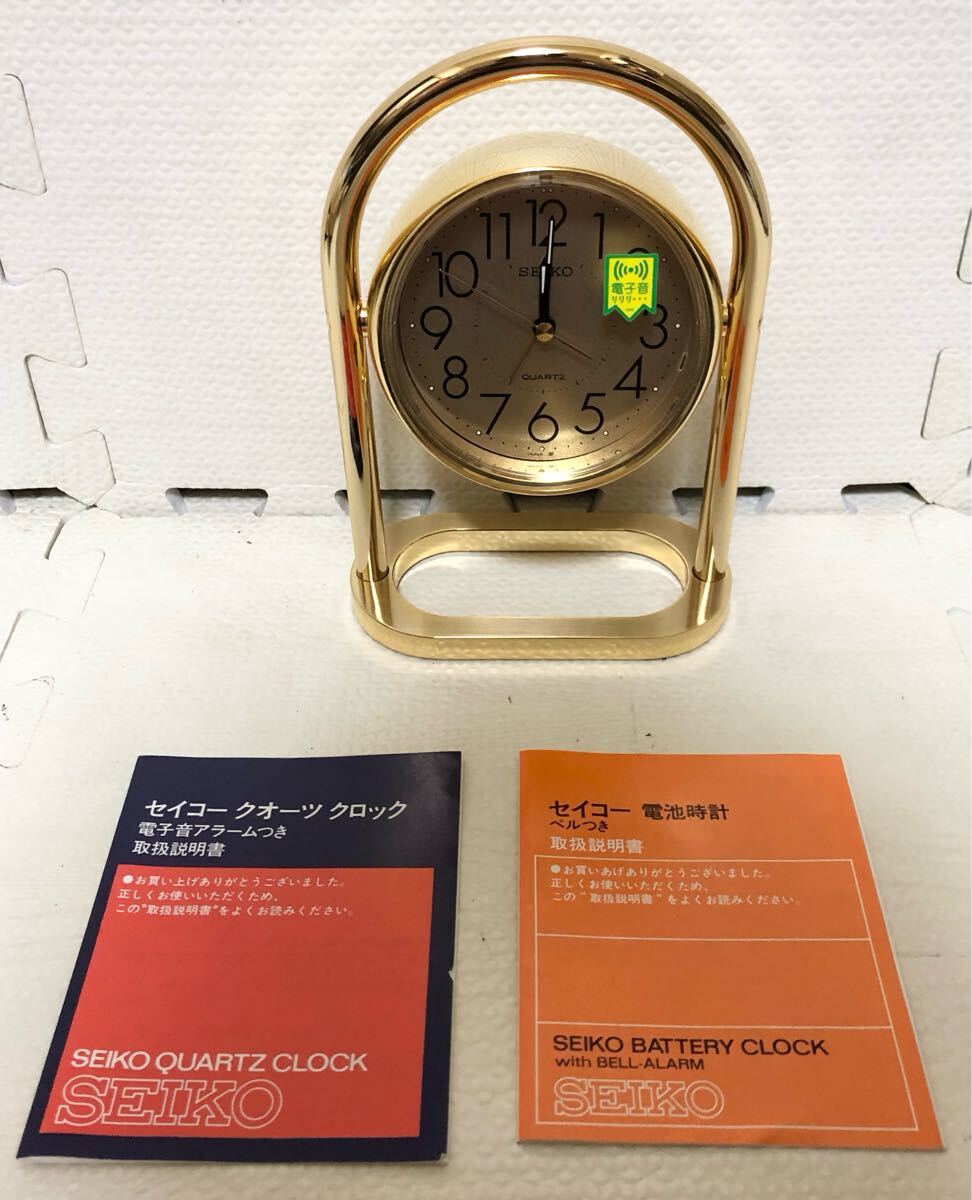 11 12 1
10
SEIKO
電子音
リリリ・・・
9 3
8 4
QUARTZ
7 6 5
セイコー クオーツ クロック
電子音アラームつき
取扱説明書
●お買い上げありがとうございました。
正しくお使いいただくため、
この"取扱説明書"をよくお読みください。
SEIKO QUARTZ CLOCK
SEIKO
セイコー 電池時計
ベルつき
取扱説明書
●お買いあげありがとうございました。
正しくお使いいただくため、
この"取扱説明書"をよくお読みください。
SEIKO BATTERY CLOCK
with BELL-ALARM
SEIKO